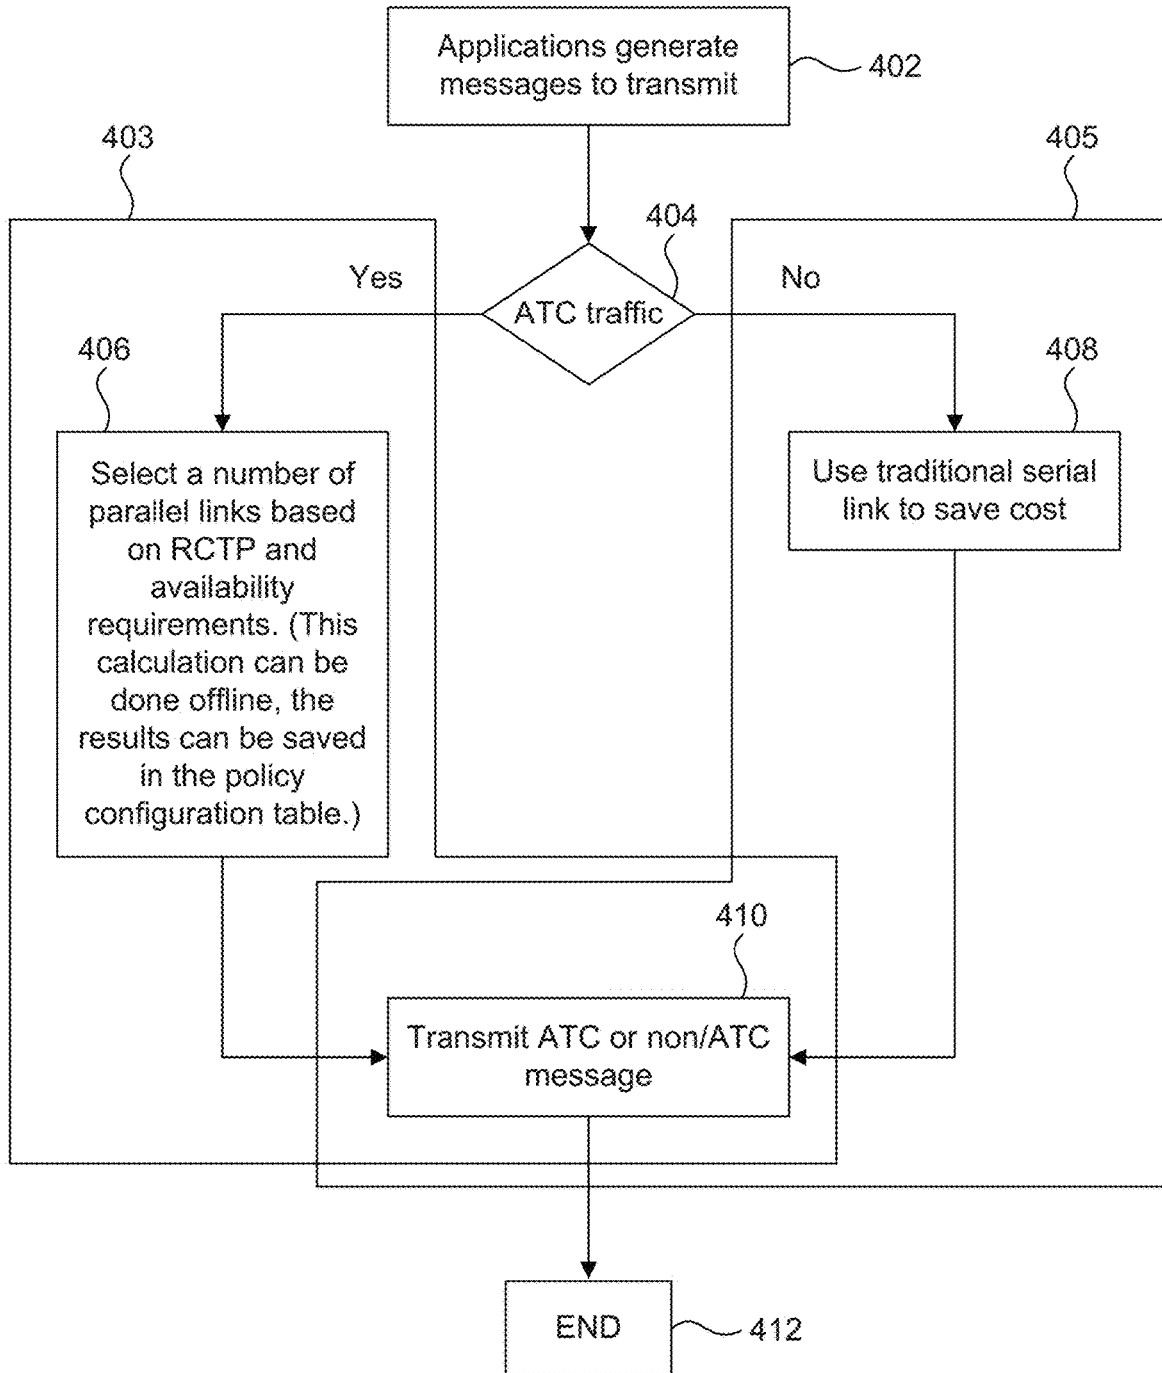 Applications generate
messages to transmit
402
403
405
404
Yes
No
ATC traffic
406
408
Select a number of
parallel links based
on RCTP and
availability
requirements. (This
calculation can be
done offline, the
results can be saved
in the policy
configuration table.)
Use traditional serial
link to save cost
410
Transmit ATC or non/ATC
message
END
412